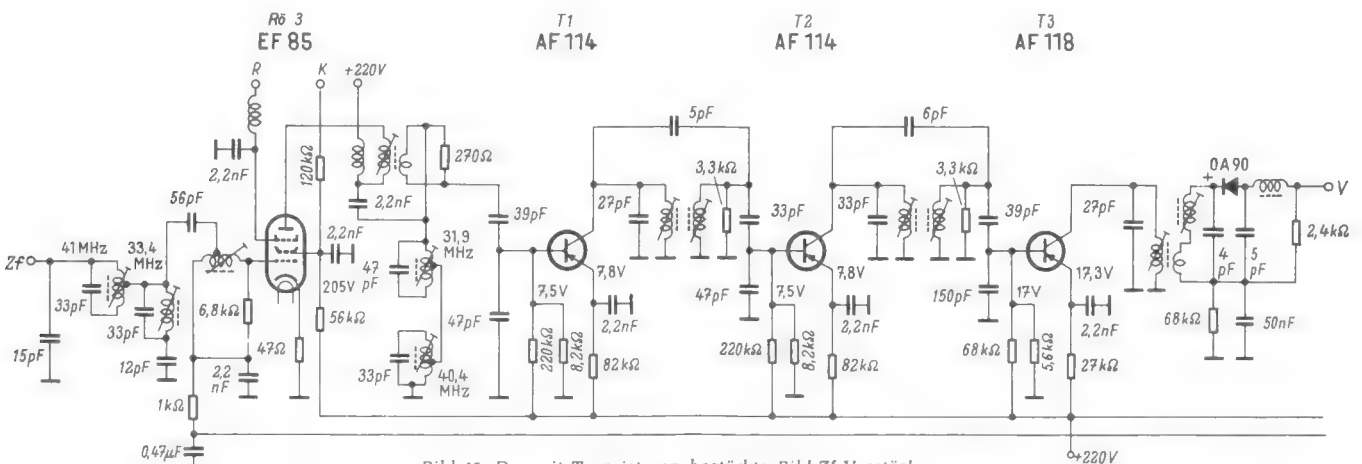 Rö 3
EF 85
T1
AF 114
T2
AF 114
T3
AF 118
R
K
+220V
2,2nF
120kΩ
2,2nF
270Ω
5pF
6pF
56pF
39pF
27pF
3,3kΩ
33pF
33pF
3,3kΩ
39pF
27pF
+
OA 90
V
2,4kΩ
Zf
41 MHz
33,4
MHz
2,2nF
31,9
MHz
47
pF
4
pF
5
pF
33pF
33pF
6,8kΩ
205V
7,8V
7,5V
7,8V
7,5V
17,3V
17V
15pF
12pF
47Ω
56kΩ
47pF
2,2nF
47pF
2,2nF
150pF
2,2nF
68kΩ
50nF
2,2
nF
33pF
40,4
MHz
220kΩ
8,2kΩ
82kΩ
220kΩ
8,2kΩ
82kΩ
68kΩ
5,6kΩ
27kΩ
1kΩ
0,47µF
+220V